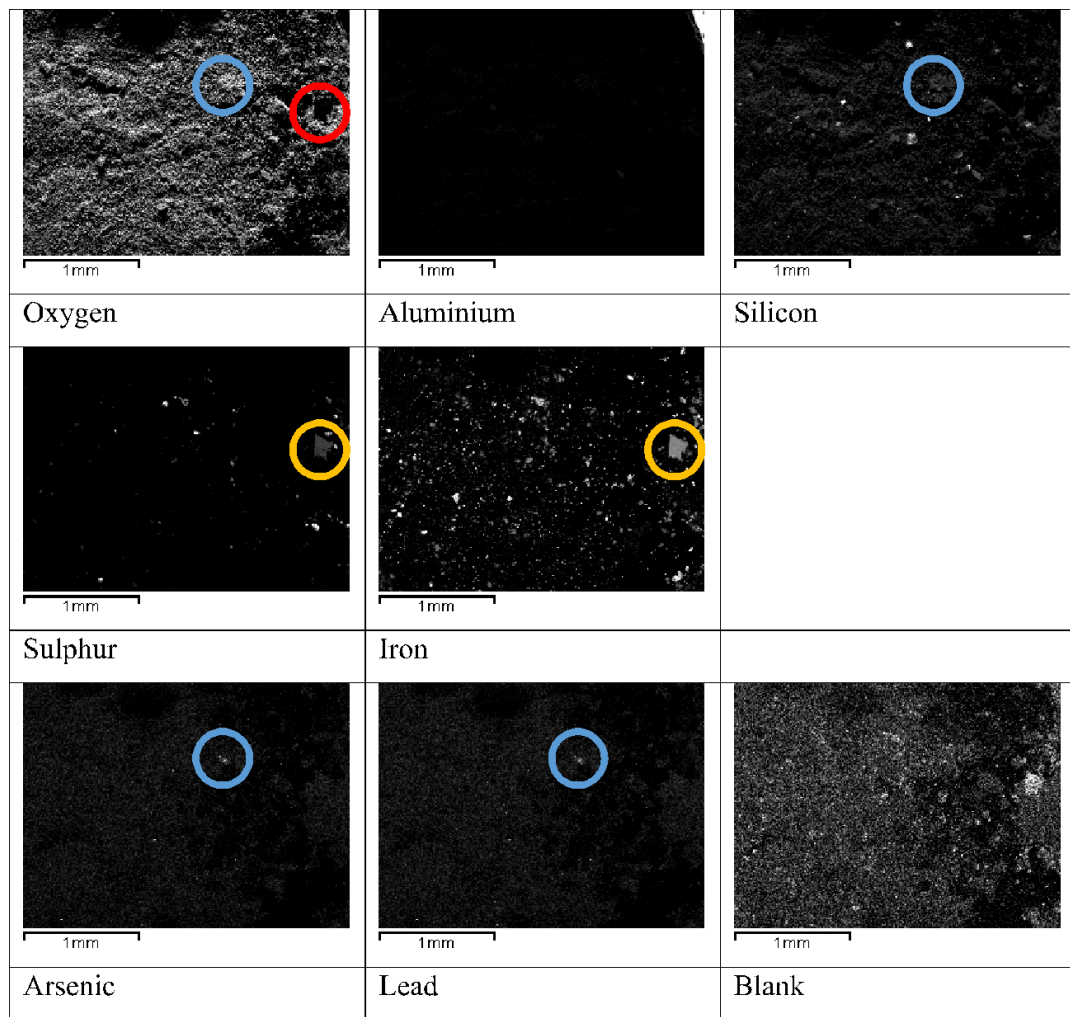 1mm
1mm
1mm
Oxygen
Aluminium
Silicon
1mm
1mm
Sulphur
Iron
1mm
1mm
1mm
Arsenic
Lead
Blank